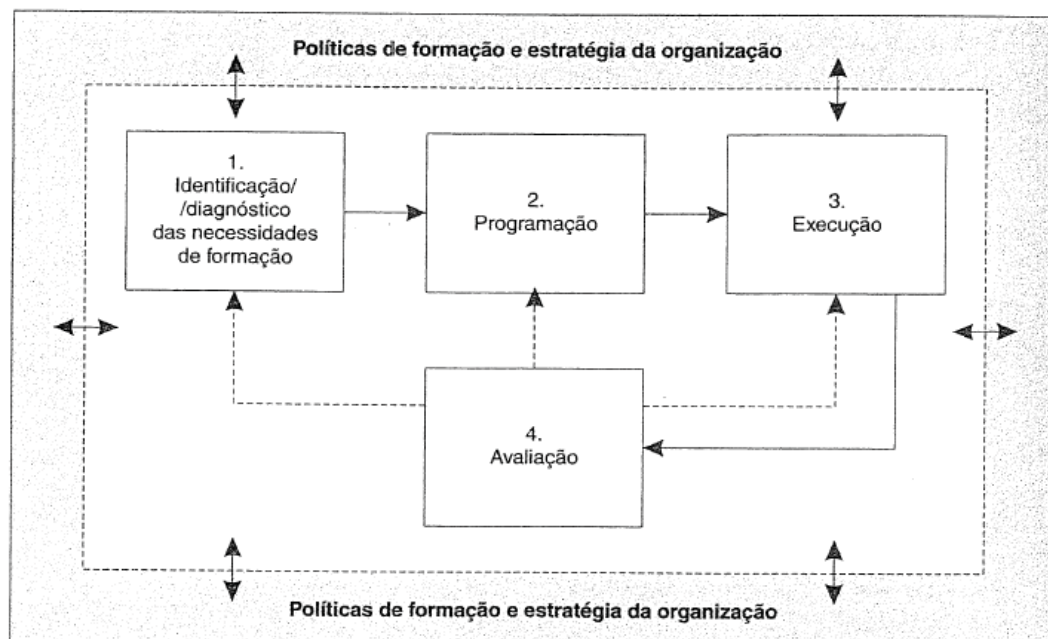 Políticas de formação e estratégia da organização
1.
Identificação/
/diagnóstico
das necessidades
de formação
2.
Programação
3.
Execução
4.
Avaliação
Políticas de formação e estratégia da organização